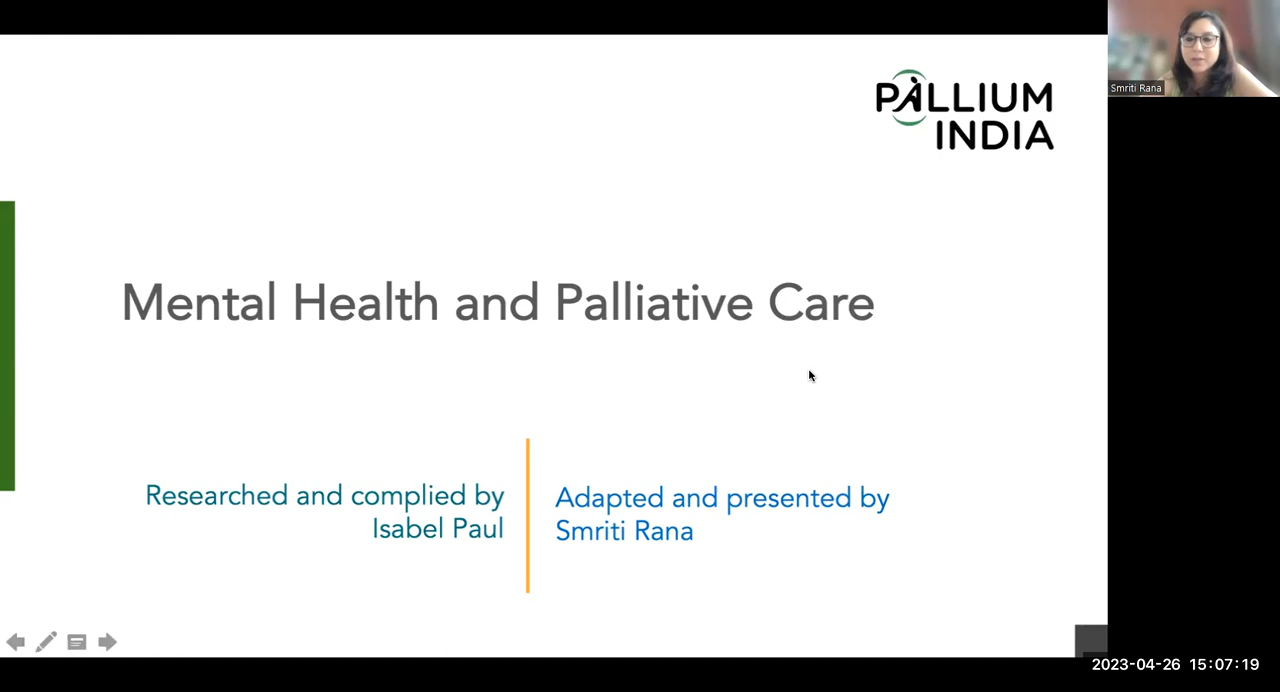 PALLIUM
INDIA
Smriti Rana
Mental Health and Palliative Care
Researched and complied by
Isabel Paul
Adapted and presented by
Smriti Rana
2023-04-26 15:07:19